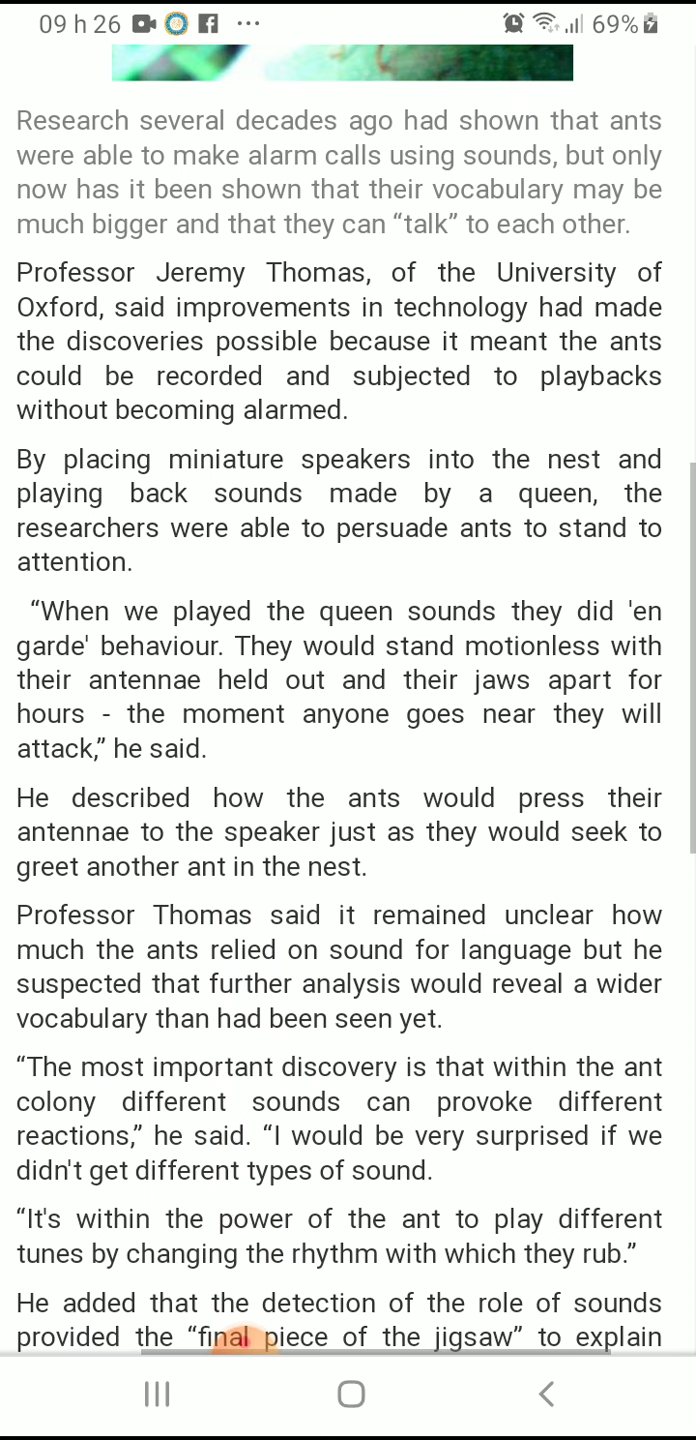 09 h 26 ... 69%
Research several decades ago had shown that ants
were able to make alarm calls using sounds, but only
now has it been shown that their vocabulary may be
much bigger and that they can “talk” to each other.
Professor Jeremy Thomas, of the University of
Oxford, said improvements in technology had made
the discoveries possible because it meant the ants
could be recorded and subjected to playbacks
without becoming alarmed.
By placing miniature speakers into the nest and
playing back sounds made by a queen, the
researchers were able to persuade ants to stand to
attention.
“When we played the queen sounds they did 'en
garde' behaviour. They would stand motionless with
their antennae held out and their jaws apart for
hours - the moment anyone goes near they will
attack,” he said.
He described how the ants would press their
antennae to the speaker just as they would seek to
greet another ant in the nest.
Professor Thomas said it remained unclear how
much the ants relied on sound for language but he
suspected that further analysis would reveal a wider
vocabulary than had been seen yet.
“The most important discovery is that within the ant
colony different sounds can provoke different
reactions,” he said. “I would be very surprised if we
didn't get different types of sound.
“It's within the power of the ant to play different
tunes by changing the rhythm with which they rub.”
He added that the detection of the role of sounds
provided the “final piece of the jigsaw” to explain